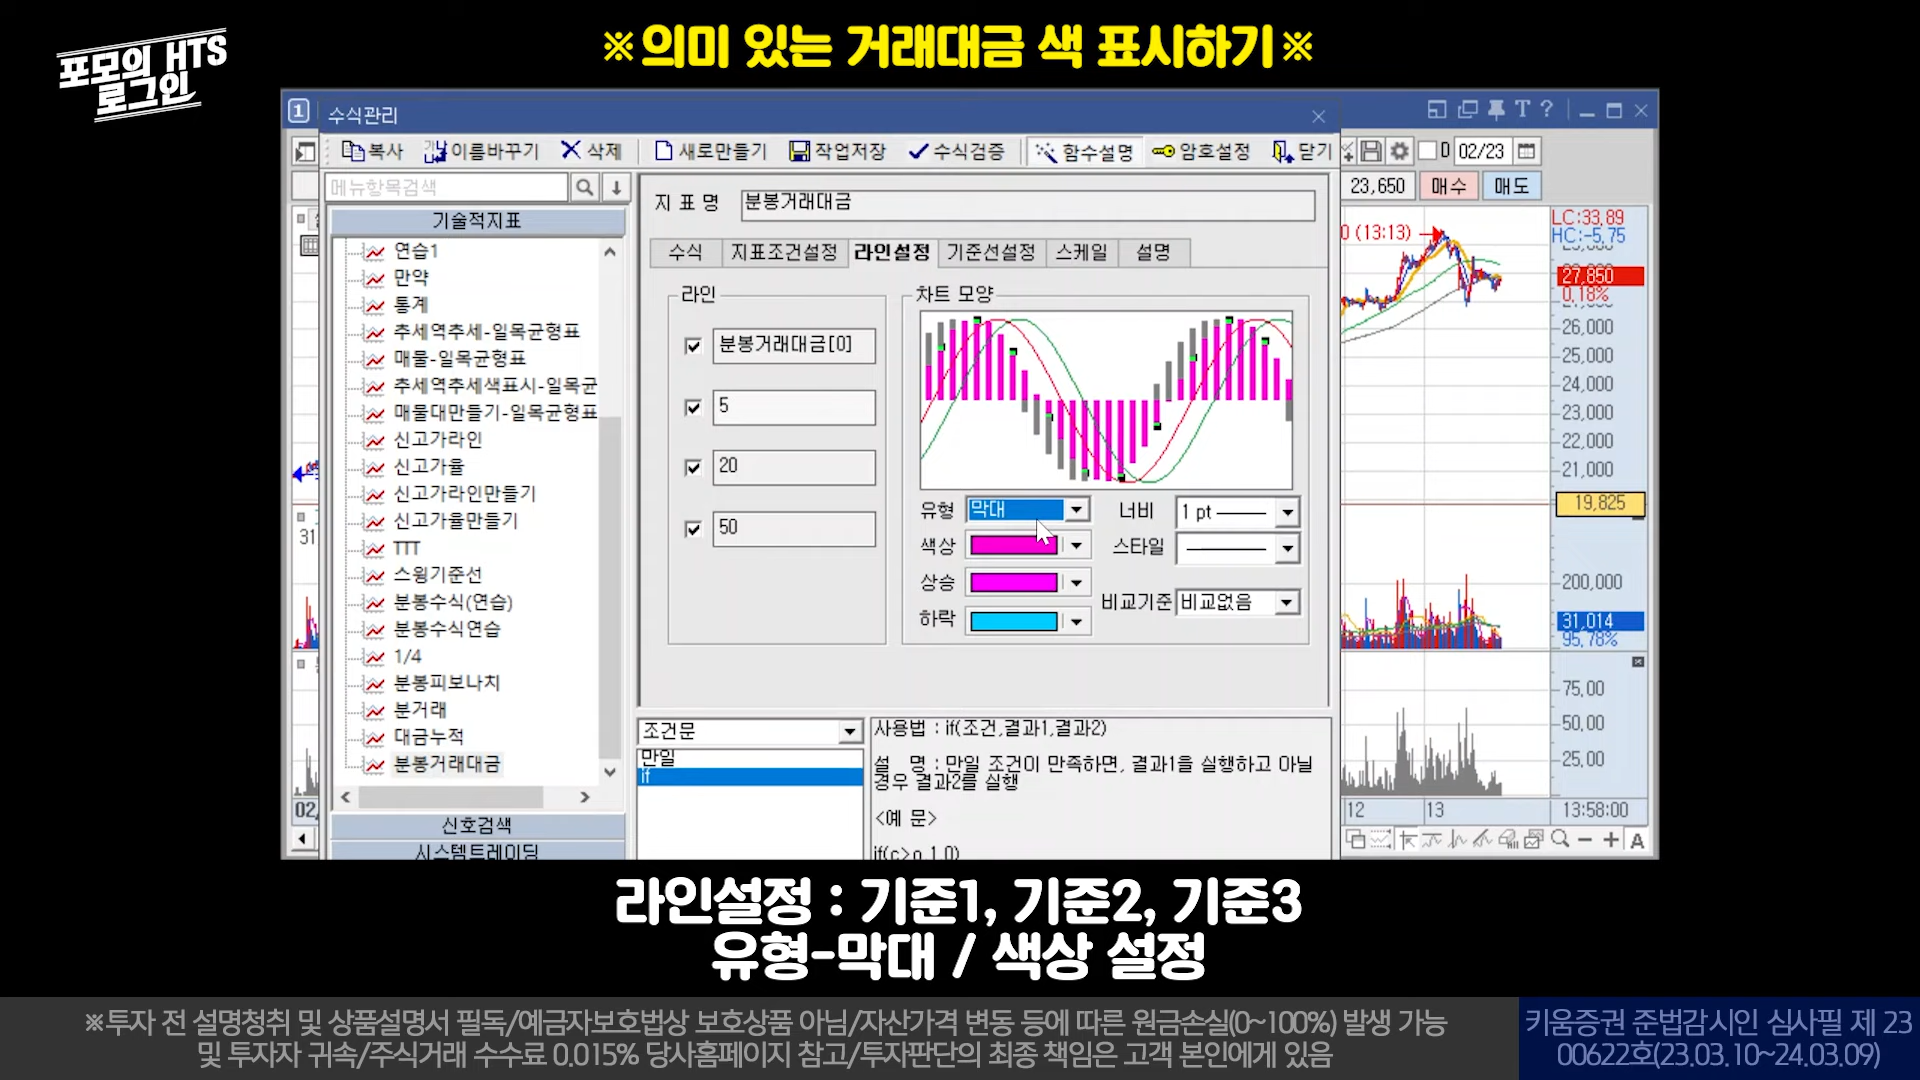 포모의 HTS
로그인
※의미 있는 거래대금 색 표시하기※
1
수식관리
복사
이름바꾸기
삭제
새로만들기
작업저장
수식검증
함수설명
암호설정
닫기
D
02/23
메뉴항목검색
23,650
매수
매도
지 표 명
분봉거래대금
기술적지표
수식
지표조건설정
라인설정
기준선설정
스케일
설명
연습1
만약
통계
추세역추세-일목균형표
매물-일목균형표
추세역추세색표시-일목균
매물대만들기-일목균형표
신고가라인
신고가율
신고가라인만들기
신고가율만들기
TTT
스윙기준선
분봉수식(연습)
분봉수식연습
1/4
분봉피보나치
분거래
대금누적
분봉거래대금
신호검색
시스템트레이딩
31
02
라인
분봉거래대금[0]
5
20
50
차트 모양
유형
막대
너비
1 pt
색상
스타일
상승
비교기준
비교없음
하락
조건문
만일
if
사용법 : if(조건,결과1,결과2)
설 명 : 만일 조건이 만족하면, 결과1을 실행하고 아닐
경우 결과2를 실행
<예 문>
if(c>o,1,0)
0 (13:13)
LC:33,89
HC:-5,75
27,850
0,18%
26,000
25,000
24,000
23,000
22,000
21,000
19,825
200,000
31,014
95,78%
75,00
50,00
25,00
12
13
13:58:00
A
라인설정 : 기준1, 기준2, 기준3
유형-막대 / 색상 설정
※투자 전 설명청취 및 상품설명서 필독/예금자보호법상 보호상품 아님/자산가격 변동 등에 따른 원금손실(0~100%) 발생 가능
및 투자자 귀속/주식거래 수수료 0.015% 당사홈페이지 참고/투자판단의 최종 책임은 고객 본인에게 있음
키움증권 준법감시인 심사필 제 23
00622호(23.03.10~24.03.09)